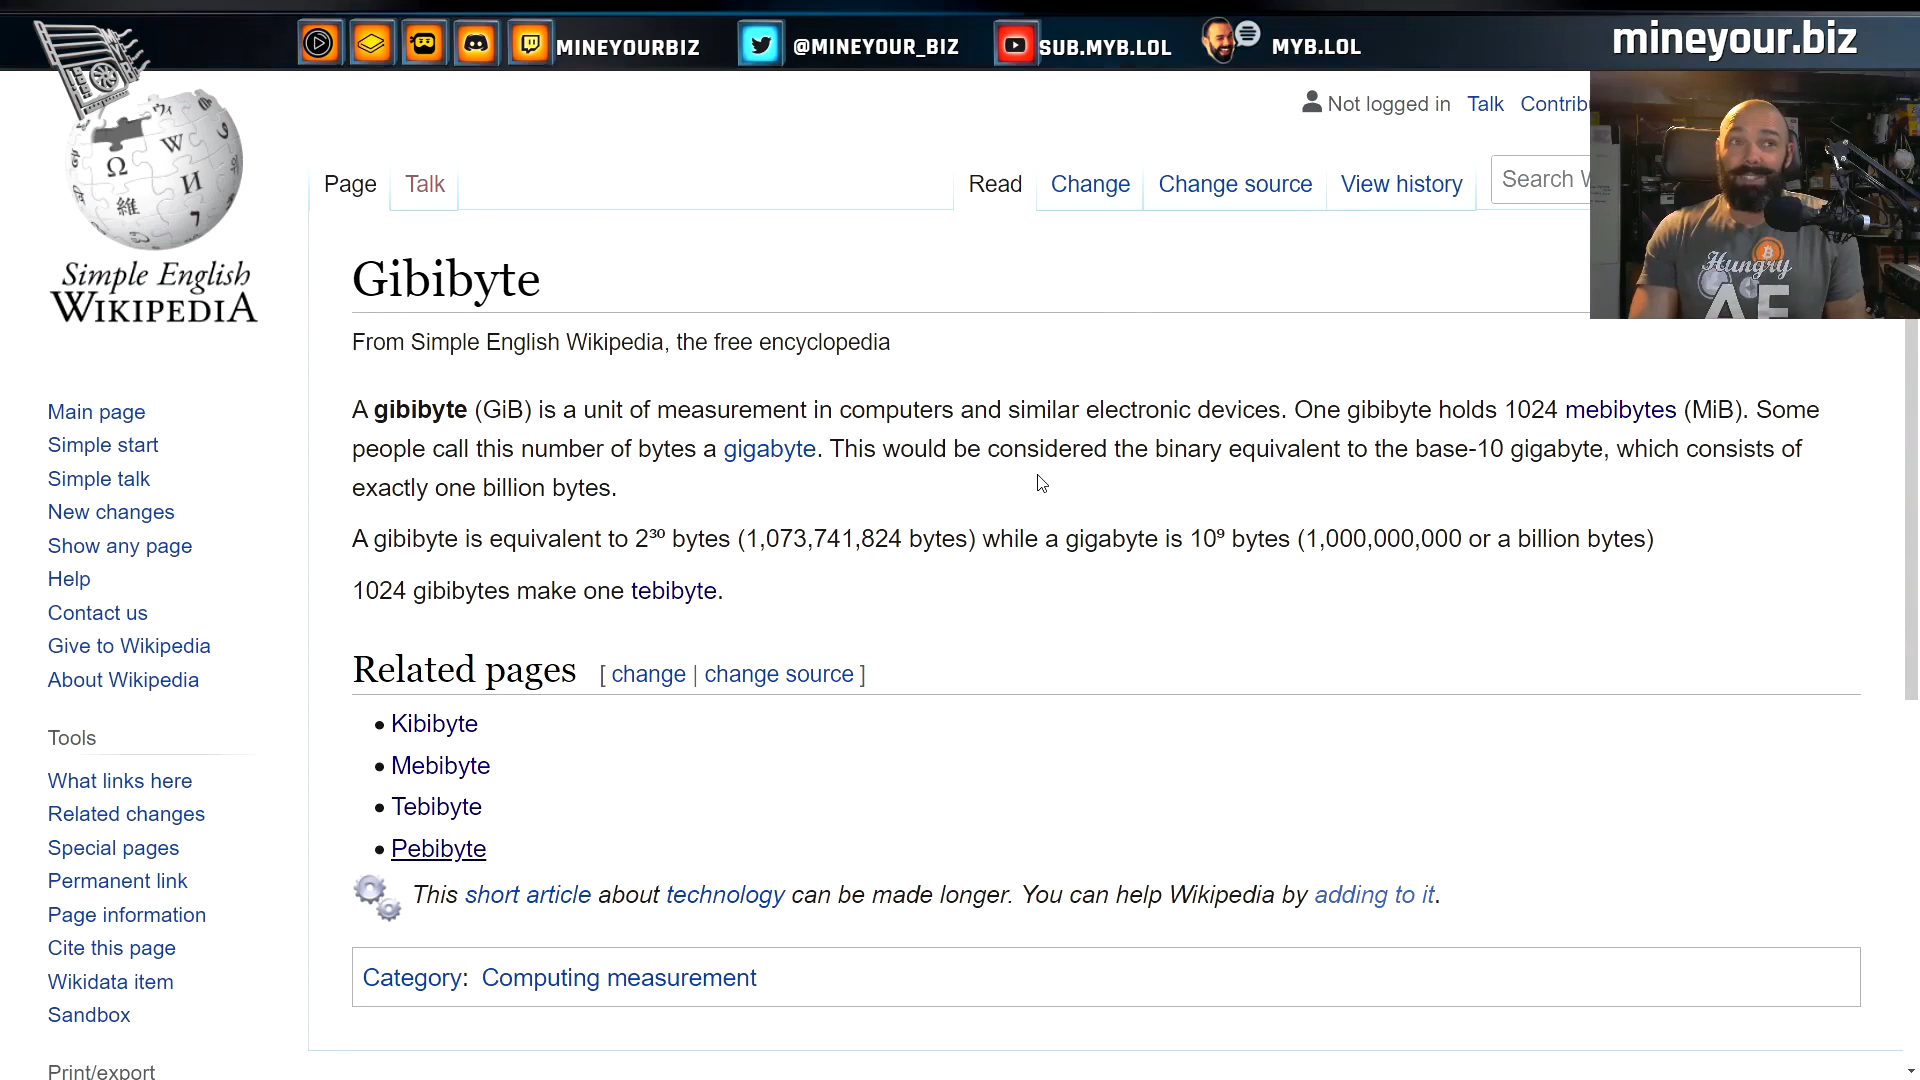 MINEYOURBIZ @MINEYOUR_BIZ SUB.MYB.LOL MYB.LOL mineyour.biz
Not logged in Talk Contribu
Page Talk Read Change Change source View history Search W
Simple English
WIKIPEDIA
Hungry
AF
Gibibyte
From Simple English Wikipedia, the free encyclopedia
A gibibyte (GiB) is a unit of measurement in computers and similar electronic devices. One gibibyte holds 1024 mebibytes (MiB). Some
people call this number of bytes a gigabyte. This would be considered the binary equivalent to the base-10 gigabyte, which consists of
exactly one billion bytes.
A gibibyte is equivalent to 2³⁰ bytes (1,073,741,824 bytes) while a gigabyte is 10⁹ bytes (1,000,000,000 or a billion bytes)
1024 gibibytes make one tebibyte.
Related pages [ change | change source ]
• Kibibyte
• Mebibyte
• Tebibyte
• Pebibyte
This short article about technology can be made longer. You can help Wikipedia by adding to it.
Category: Computing measurement
Main page
Simple start
Simple talk
New changes
Show any page
Help
Contact us
Give to Wikipedia
About Wikipedia
Tools
What links here
Related changes
Special pages
Permanent link
Page information
Cite this page
Wikidata item
Sandbox
Print/export